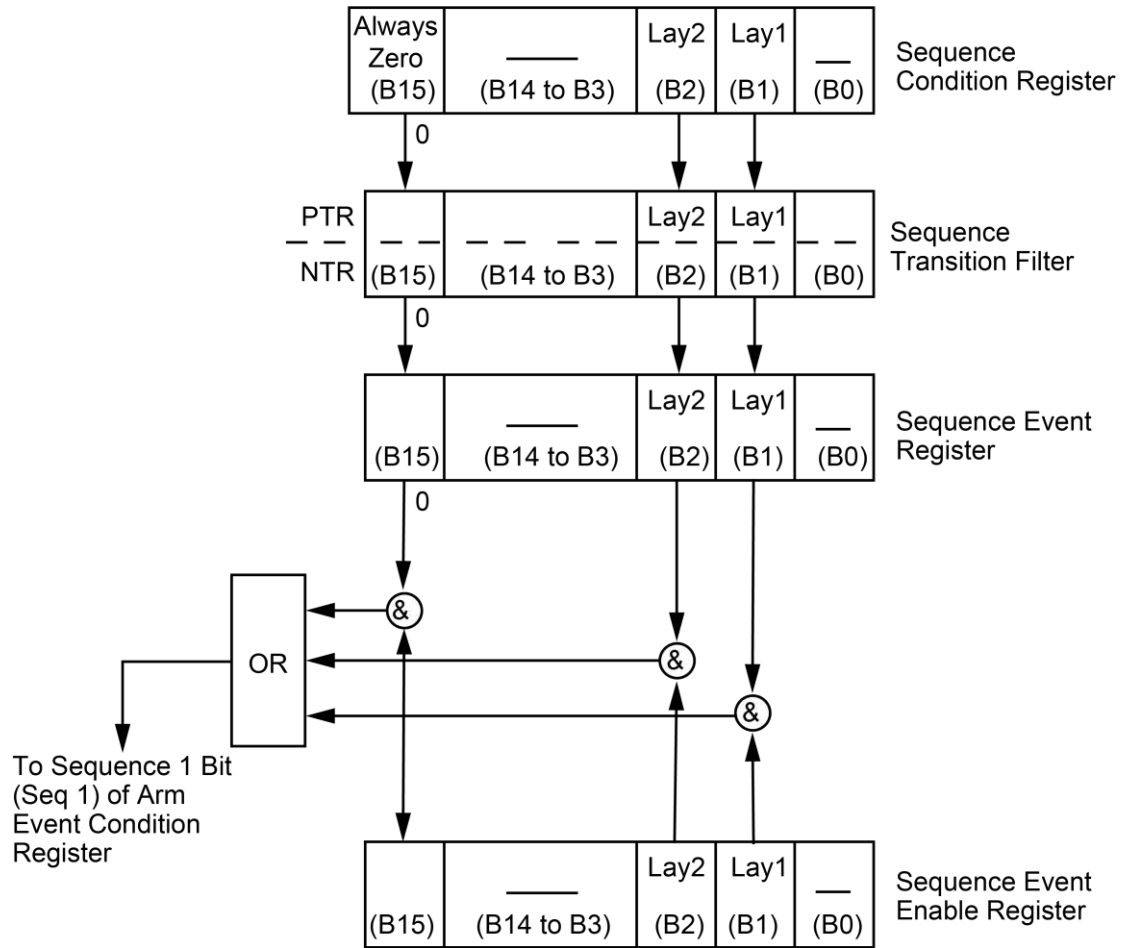 Always
Zero
Lay2
Lay1
(B15)
(B14 to B3)
(B2)
(B1)
(B0)
Sequence
Condition Register
0
PTR
NTR
Lay2
Lay1
(B15)
(B14 to B3)
(B2)
(B1)
(B0)
Sequence
Transition Filter
0
Lay2
Lay1
(B15)
(B14 to B3)
(B2)
(B1)
(B0)
Sequence Event
Register
0
&
OR
&
&
To Sequence 1 Bit
(Seq 1) of Arm
Event Condition
Register
Lay2
Lay1
(B15)
(B14 to B3)
(B2)
(B1)
(B0)
Sequence Event
Enable Register